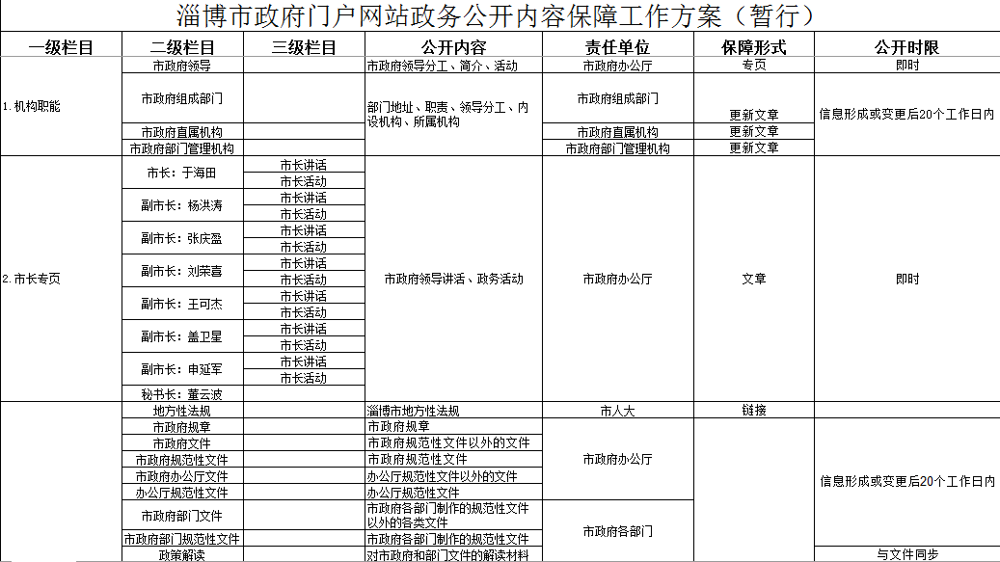 淄博市政府门户网站政务公开内容保障工作方案（暂行）
一级栏目 二级栏目 三级栏目 公开内容 责任单位 保障形式 公开时限
市政府领导 市政府领导分工、简介、活动 市政府办公厅 专页 即时
1.机构职能
市政府组成部门 市政府组成部门 更新文章
部门地址、职责、领导分工、内
设机构、所属机构
信息形成或变更后20个工作日内
市政府直属机构 市政府直属机构 更新文章
市政府部门管理机构 市政府部门管理机构 更新文章
2.市长专页
市长：于海田
市长讲话
市长活动
副市长：杨洪涛
市长讲话
市长活动
副市长：张庆盈
市长讲话
市长活动
副市长：刘荣喜
市长讲话
市长活动
市政府领导讲活、政务活动 市政府办公厅 文章 即时
副市长：王可杰
市长讲话
市长活动
副市长：盖卫星
市长讲话
市长活动
副市长：申延军
市长讲话
市长活动
秘书长：董云波
地方性法规 淄博市地方性法规 市人大 链接
市政府规章 市政府规章
市政府文件 市政府规范性文件以外的文件
市政府规范性文件 市政府规范性文件 市政府办公厅
市政府办公厅文件 办公厅规范性文件以外的文件
信息形成或变更后20个工作日内
办公厅规范性文件 办公厅规范性文件
市政府部门文件 市政府各部门制作的规范性文件
以外的各类文件
市政府各部门
市政府部门规范性文件 市政府各部门制作的规范性文件
政策解读 对市政府和部门文件的解读材料 与文件同步